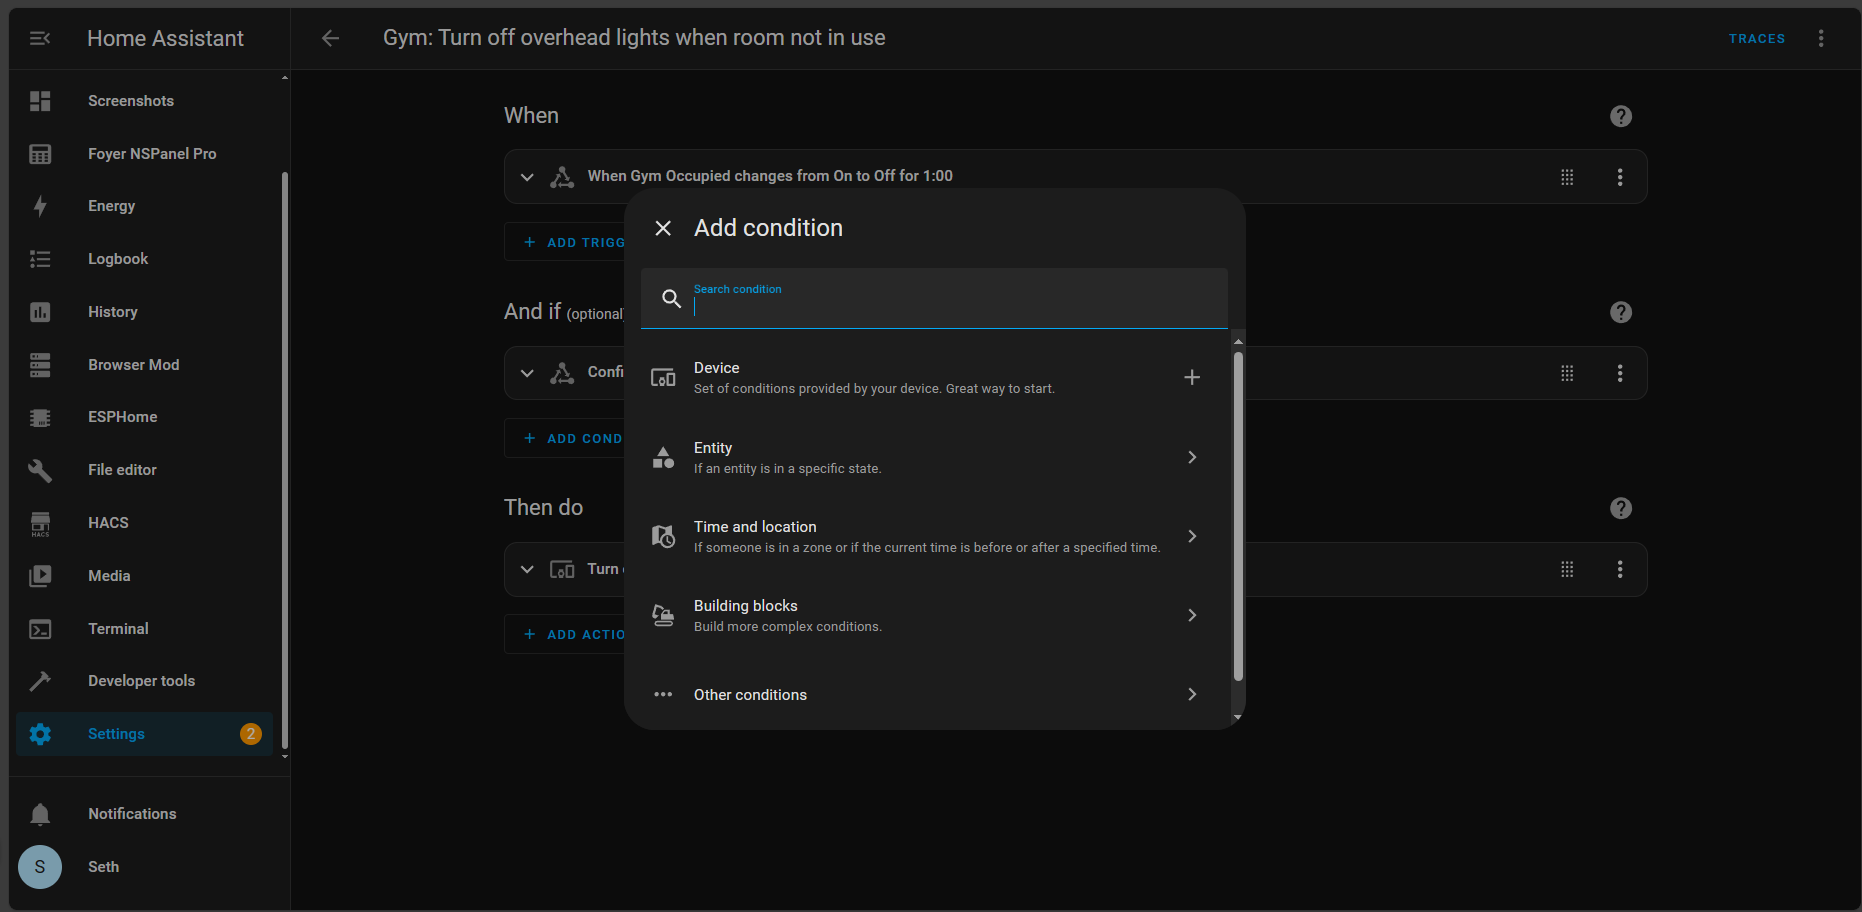 Home Assistant
Gym: Turn off overhead lights when room not in use
TRACES
Screenshots
Foyer NSPanel Pro
Energy
Logbook
History
Browser Mod
ESPHome
File editor
HACS
HACS
Media
Terminal
Developer tools
Settings
2
Notifications
S
Seth
When
When Gym Occupied changes from On to Off for 1:00
ADD TRIGG
And if (optional)
Confi
ADD COND
Then do
Turn
ADD ACTIO
Add condition
Search condition
Device
Set of conditions provided by your device. Great way to start.
Entity
If an entity is in a specific state.
Time and location
If someone is in a zone or if the current time is before or after a specified time.
Building blocks
Build more complex conditions.
Other conditions